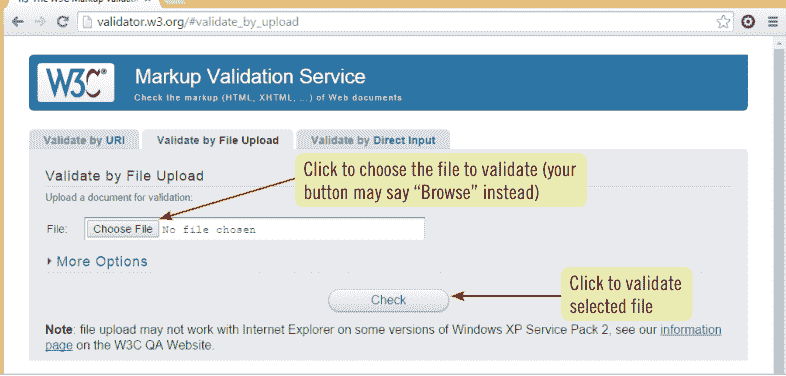 The W3C Markup Validator
validator.w3.org/#validate_by_upload
W3C®
Markup Validation Service
Check the markup (HTML, XHTML, ...) of Web documents
Validate by URI
Validate by File Upload
Validate by Direct Input
Validate by File Upload
Click to choose the file to validate (your
button may say “Browse” instead)
Upload a document for validation:
File:
Choose File
No file chosen
More Options
Check
Click to validate
selected file
Note: file upload may not work with Internet Explorer on some versions of Windows XP Service Pack 2, see our information
page on the W3C QA Website.